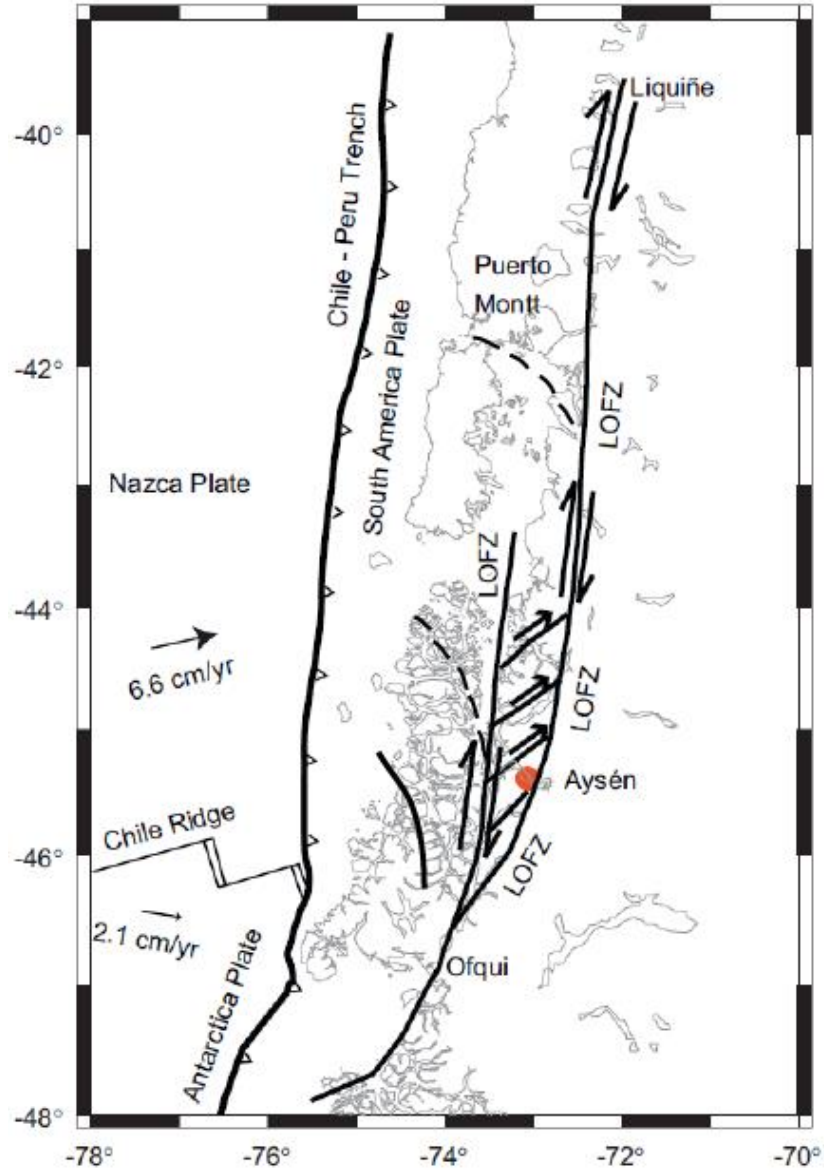 Liquiñe
-40°
Chile - Peru Trench
Puerto
Montt
-42°
South America Plate
LOFZ
Nazca Plate
LOFZ
-44°
6.6 cm/yr
LOFZ
Aysén
Chile Ridge
-46°
LOFZ
2.1 cm/yr
Ofqui
Antarctica Plate
-48°
-78°
-76°
-74°
-72°
-70°